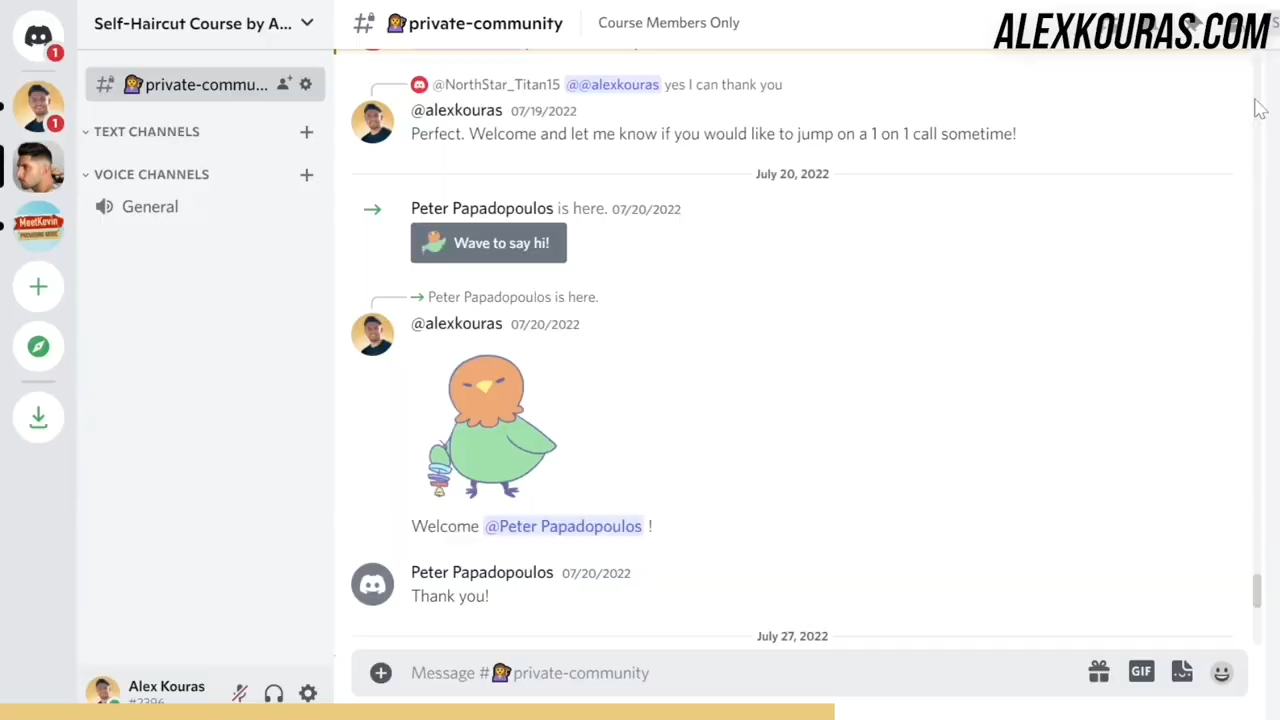 Self-Haircut Course by A...
private-community
Course Members Only
ALEXKOURAS.COM
1
1
private-commu...
TEXT CHANNELS
VOICE CHANNELS
General
MeetKevin
@NorthStar_Titan15 @@alexkouras yes I can thank you
@alexkouras 07/19/2022
Perfect. Welcome and let me know if you would like to jump on a 1 on 1 call sometime!
July 20, 2022
Peter Papadopoulos is here. 07/20/2022
Wave to say hi!
Peter Papadopoulos is here.
@alexkouras 07/20/2022
Welcome @Peter Papadopoulos !
Peter Papadopoulos 07/20/2022
Thank you!
July 27, 2022
Message # private-community
GIF
Alex Kouras
#2396